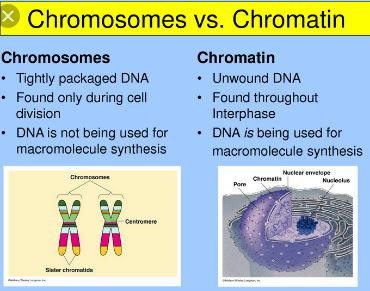 Chromosomes vs. Chromatin
Chromosomes
• Tightly packaged DNA
• Found only during cell
division
• DNA is not being used for
macromolecule synthesis
Chromatin
• Unwound DNA
• Found throughout
Interphase
• DNA is being used for
macromolecule synthesis
Chromosomes
Centromere
Sister chromatids
Nuclear envelope
Chromatin
Nucleolus
Pore